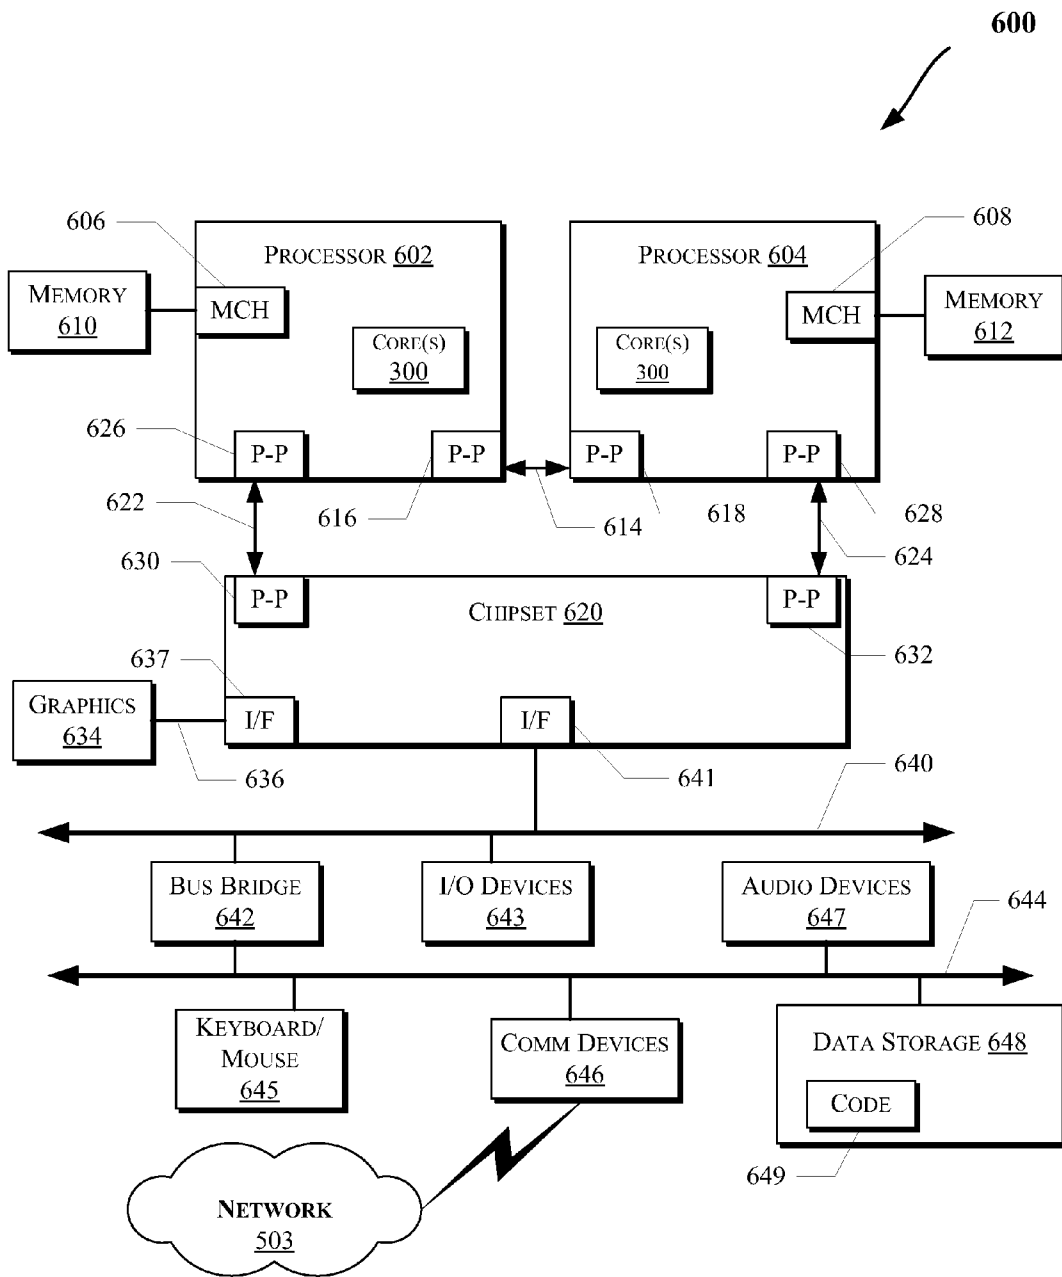 600
606
608
PROCESSOR 602
PROCESSOR 604
MEMORY
610
MCH
MCH
MEMORY
612
CORE(S)
300
CORE(S)
300
626
P-P
P-P
P-P
P-P
622
616
614
618
628
624
630
P-P
CHIPSET 620
P-P
637
632
GRAPHICS
634
I/F
I/F
636
641
640
BUS BRIDGE
642
I/O DEVICES
643
AUDIO DEVICES
647
644
KEYBOARD/
MOUSE
645
COMM DEVICES
646
DATA STORAGE 648
CODE
649
NETWORK
503